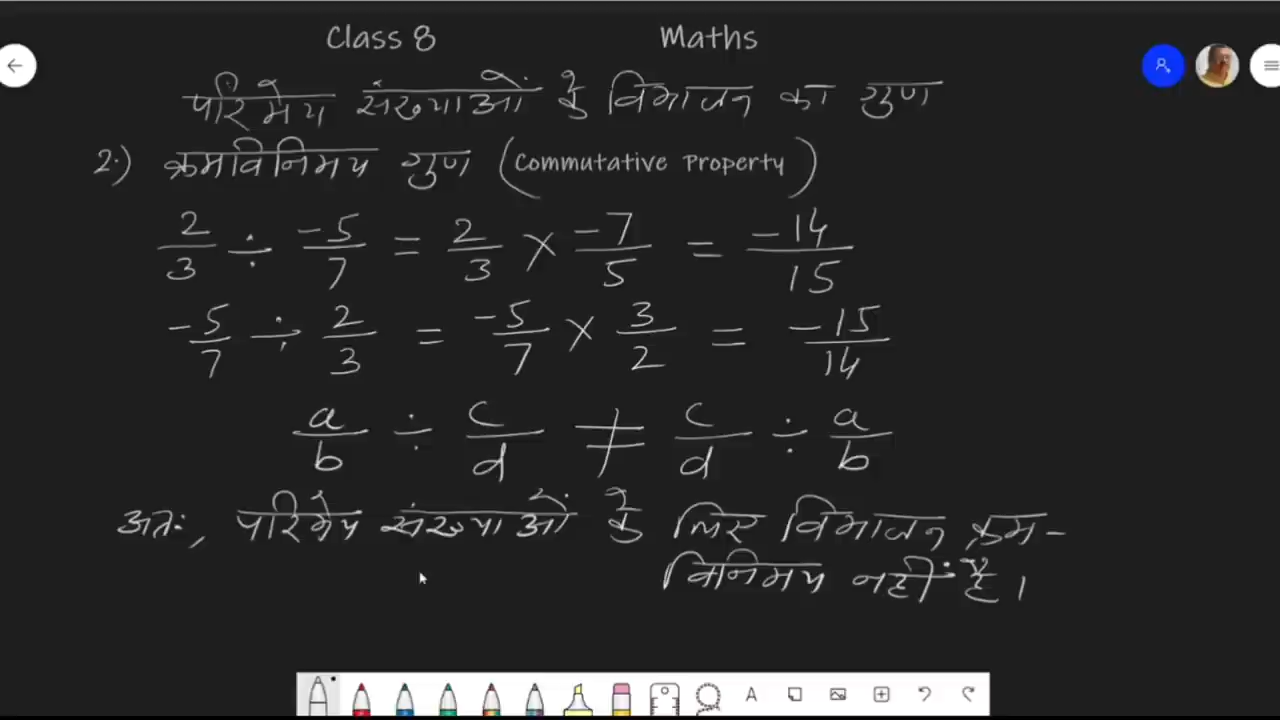 Class 8 Maths
परिमेय संख्याओं के विभाजन का गुण
2.) क्रमविनिमय गुण (Commutative Property)
2/3 ÷ -5/7 = 2/3 × -7/5 = -14/15
-5/7 ÷ 2/3 = -5/7 × 3/2 = -15/14
a/b ÷ c/d ≠ c/d ÷ a/b
अतः, परिमेय संख्याओं के लिए विभाजन क्रम-
विनिमय नहीं है।